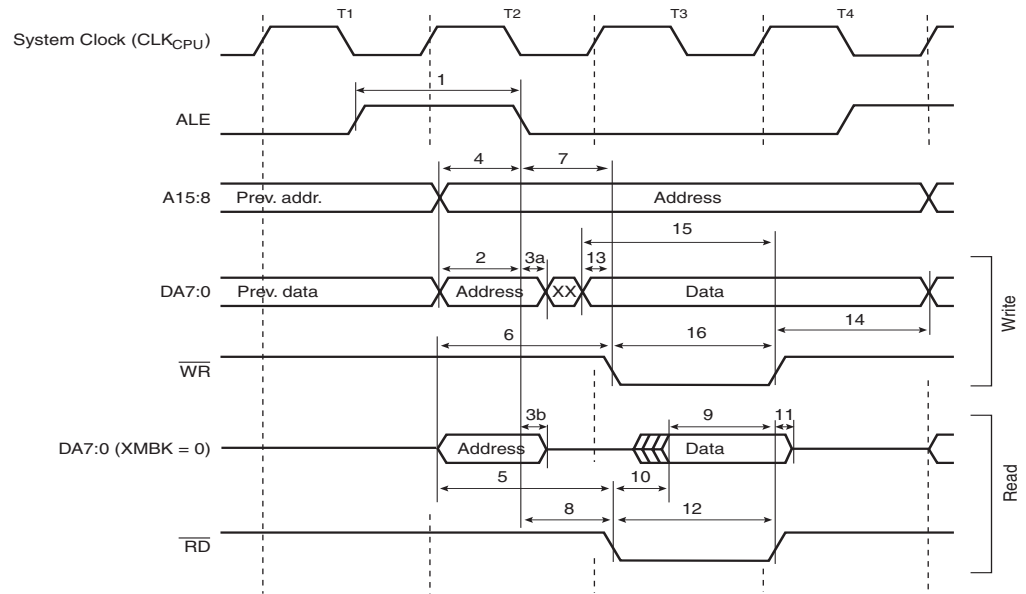 T1 T2 T3 T4
System Clock (CLKCPU)
1
ALE
4 7
A15:8 Prev. addr. Address
15
2 3a 13
DA7:0 Prev. data Address XX Data
14
6 16
WR
Write
3b 9 11
DA7:0 (XMBK = 0) Address Data
5 10
8 12
RD
Read